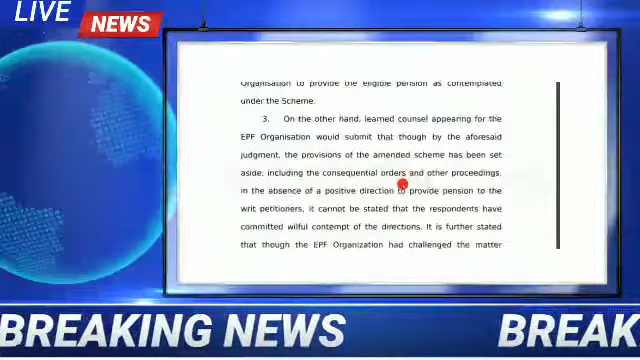 LIVE
NEWS
Organisation to provide the eligible pension as contemplated
under the Scheme.
3. On the other hand, learned counsel appearing for the
EPF Organisation would submit that though by the aforesaid
judgment, the provisions of the amended scheme has been set
aside, including the consequential orders and other proceedings,
in the absence of a positive direction to provide pension to the
writ petitioners, it cannot be stated that the respondents have
committed wilful contempt of the directions. It is further stated
that though the EPF Organization had challenged the matter
BREAKING NEWS BREAK